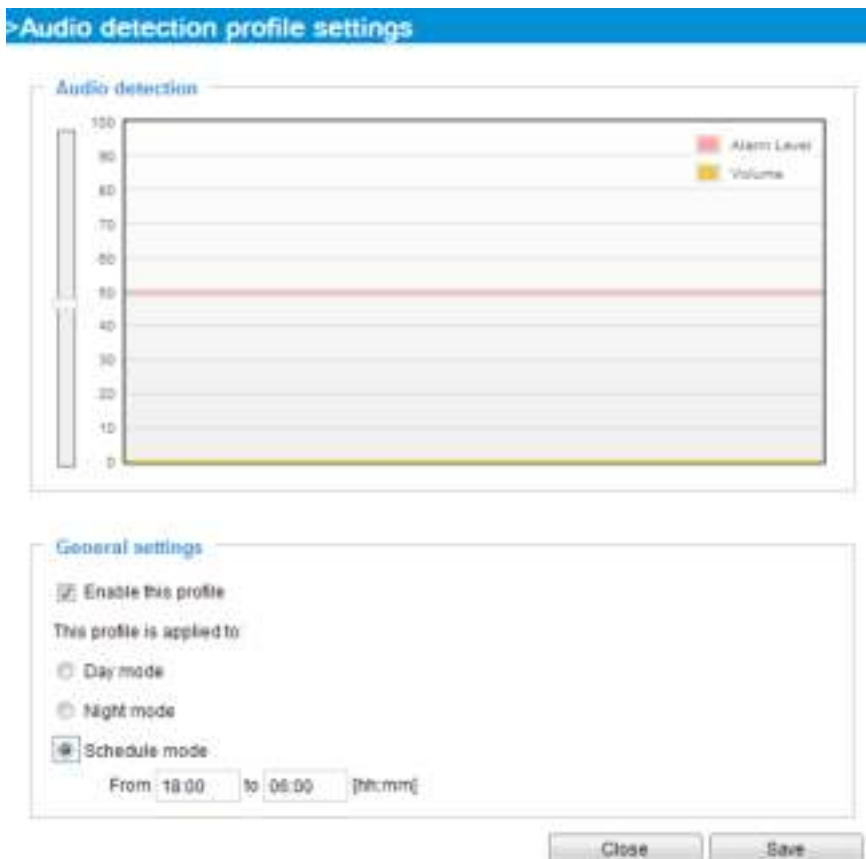 >Audio detection profile settings
Audio detection
100
90
80
70
60
50
40
30
20
10
0
Alarm Level
Volume
General settings
Enable this profile
This profile is applied to:
Day mode
Night mode
Schedule mode
From 18:00 to 06:00 [hh:mm]
Close Save